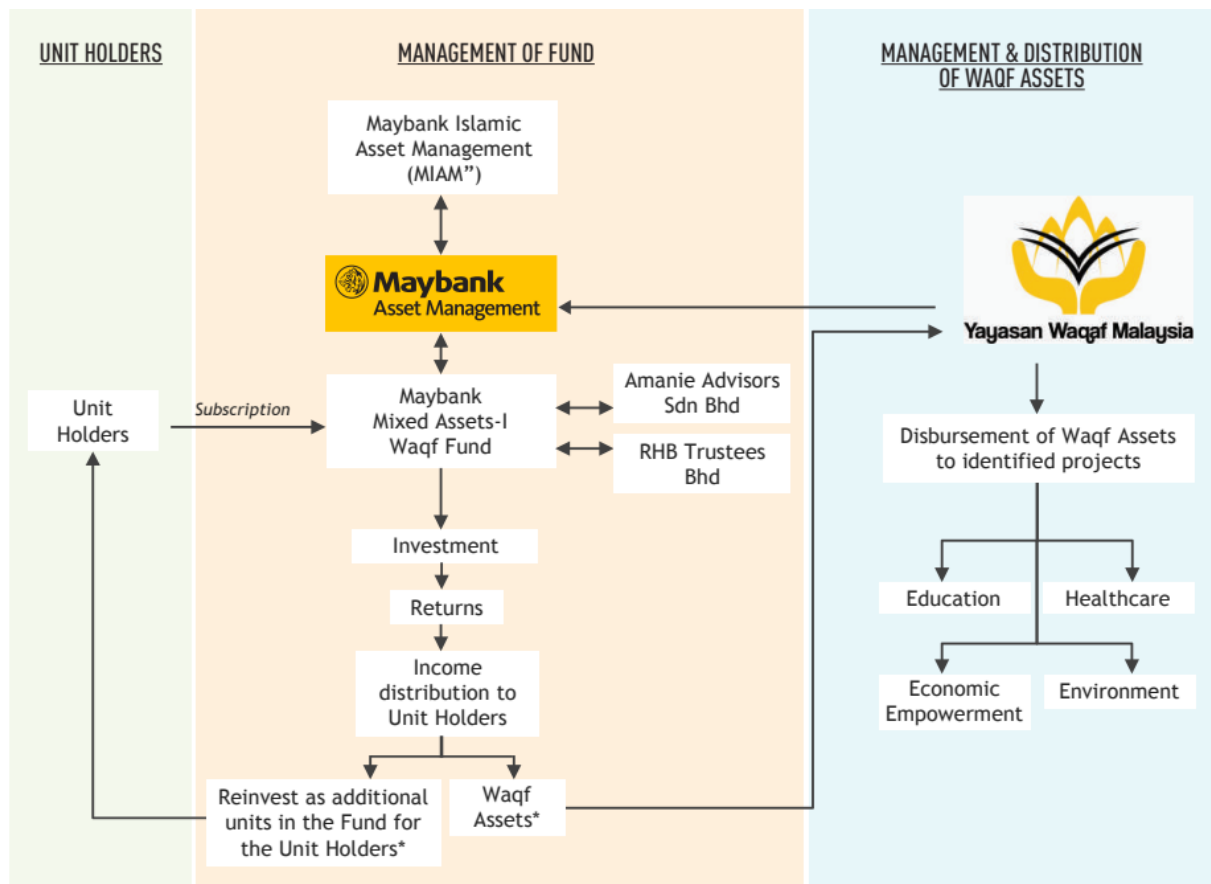 UNIT HOLDERS
MANAGEMENT OF FUND
MANAGEMENT & DISTRIBUTION
OF WAQF ASSETS
Maybank Islamic
Asset Management
(MIAM”)
Maybank
Asset Management
Yayasan Waqaf Malaysia
Unit
Holders
Subscription
Maybank
Mixed Assets-I
Waqf Fund
Amanie Advisors
Sdn Bhd
RHB Trustees
Bhd
Disbursement of Waqf Assets
to identified projects
Investment
Returns
Income
distribution to
Unit Holders
Education
Healthcare
Economic
Empowerment
Environment
Reinvest as additional
units in the Fund for
the Unit Holders*
Waqf
Assets*